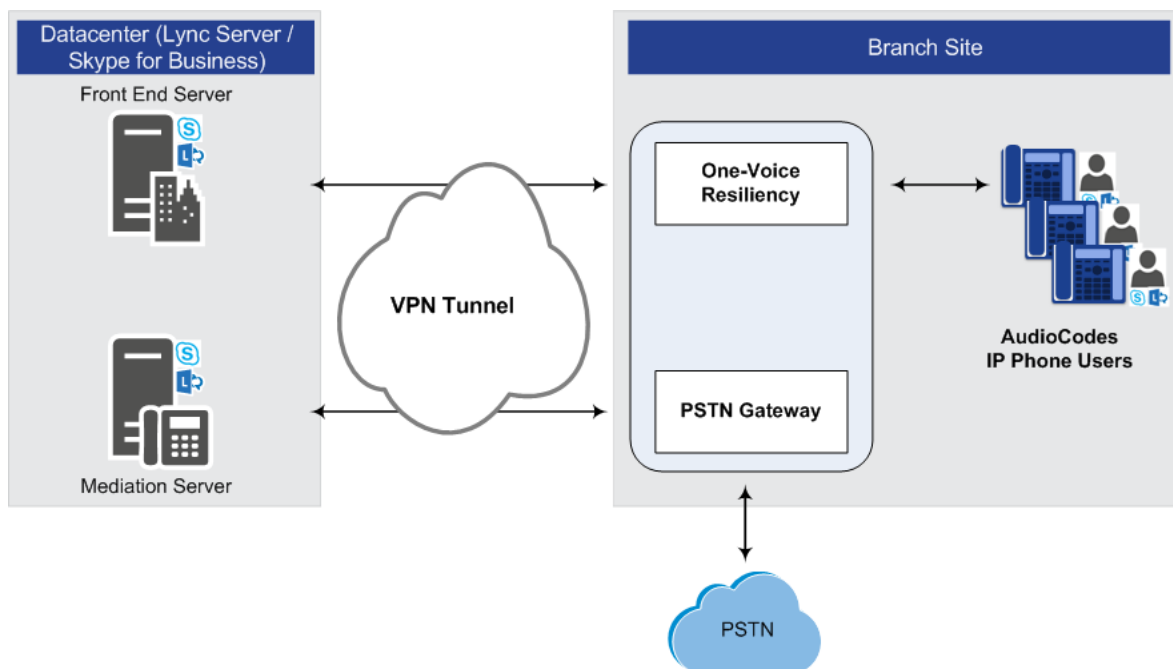 Datacenter (Lync Server /
Skype for Business)
Front End Server
Mediation Server
VPN Tunnel
Branch Site
One-Voice
Resiliency
PSTN Gateway
AudioCodes
IP Phone Users
PSTN